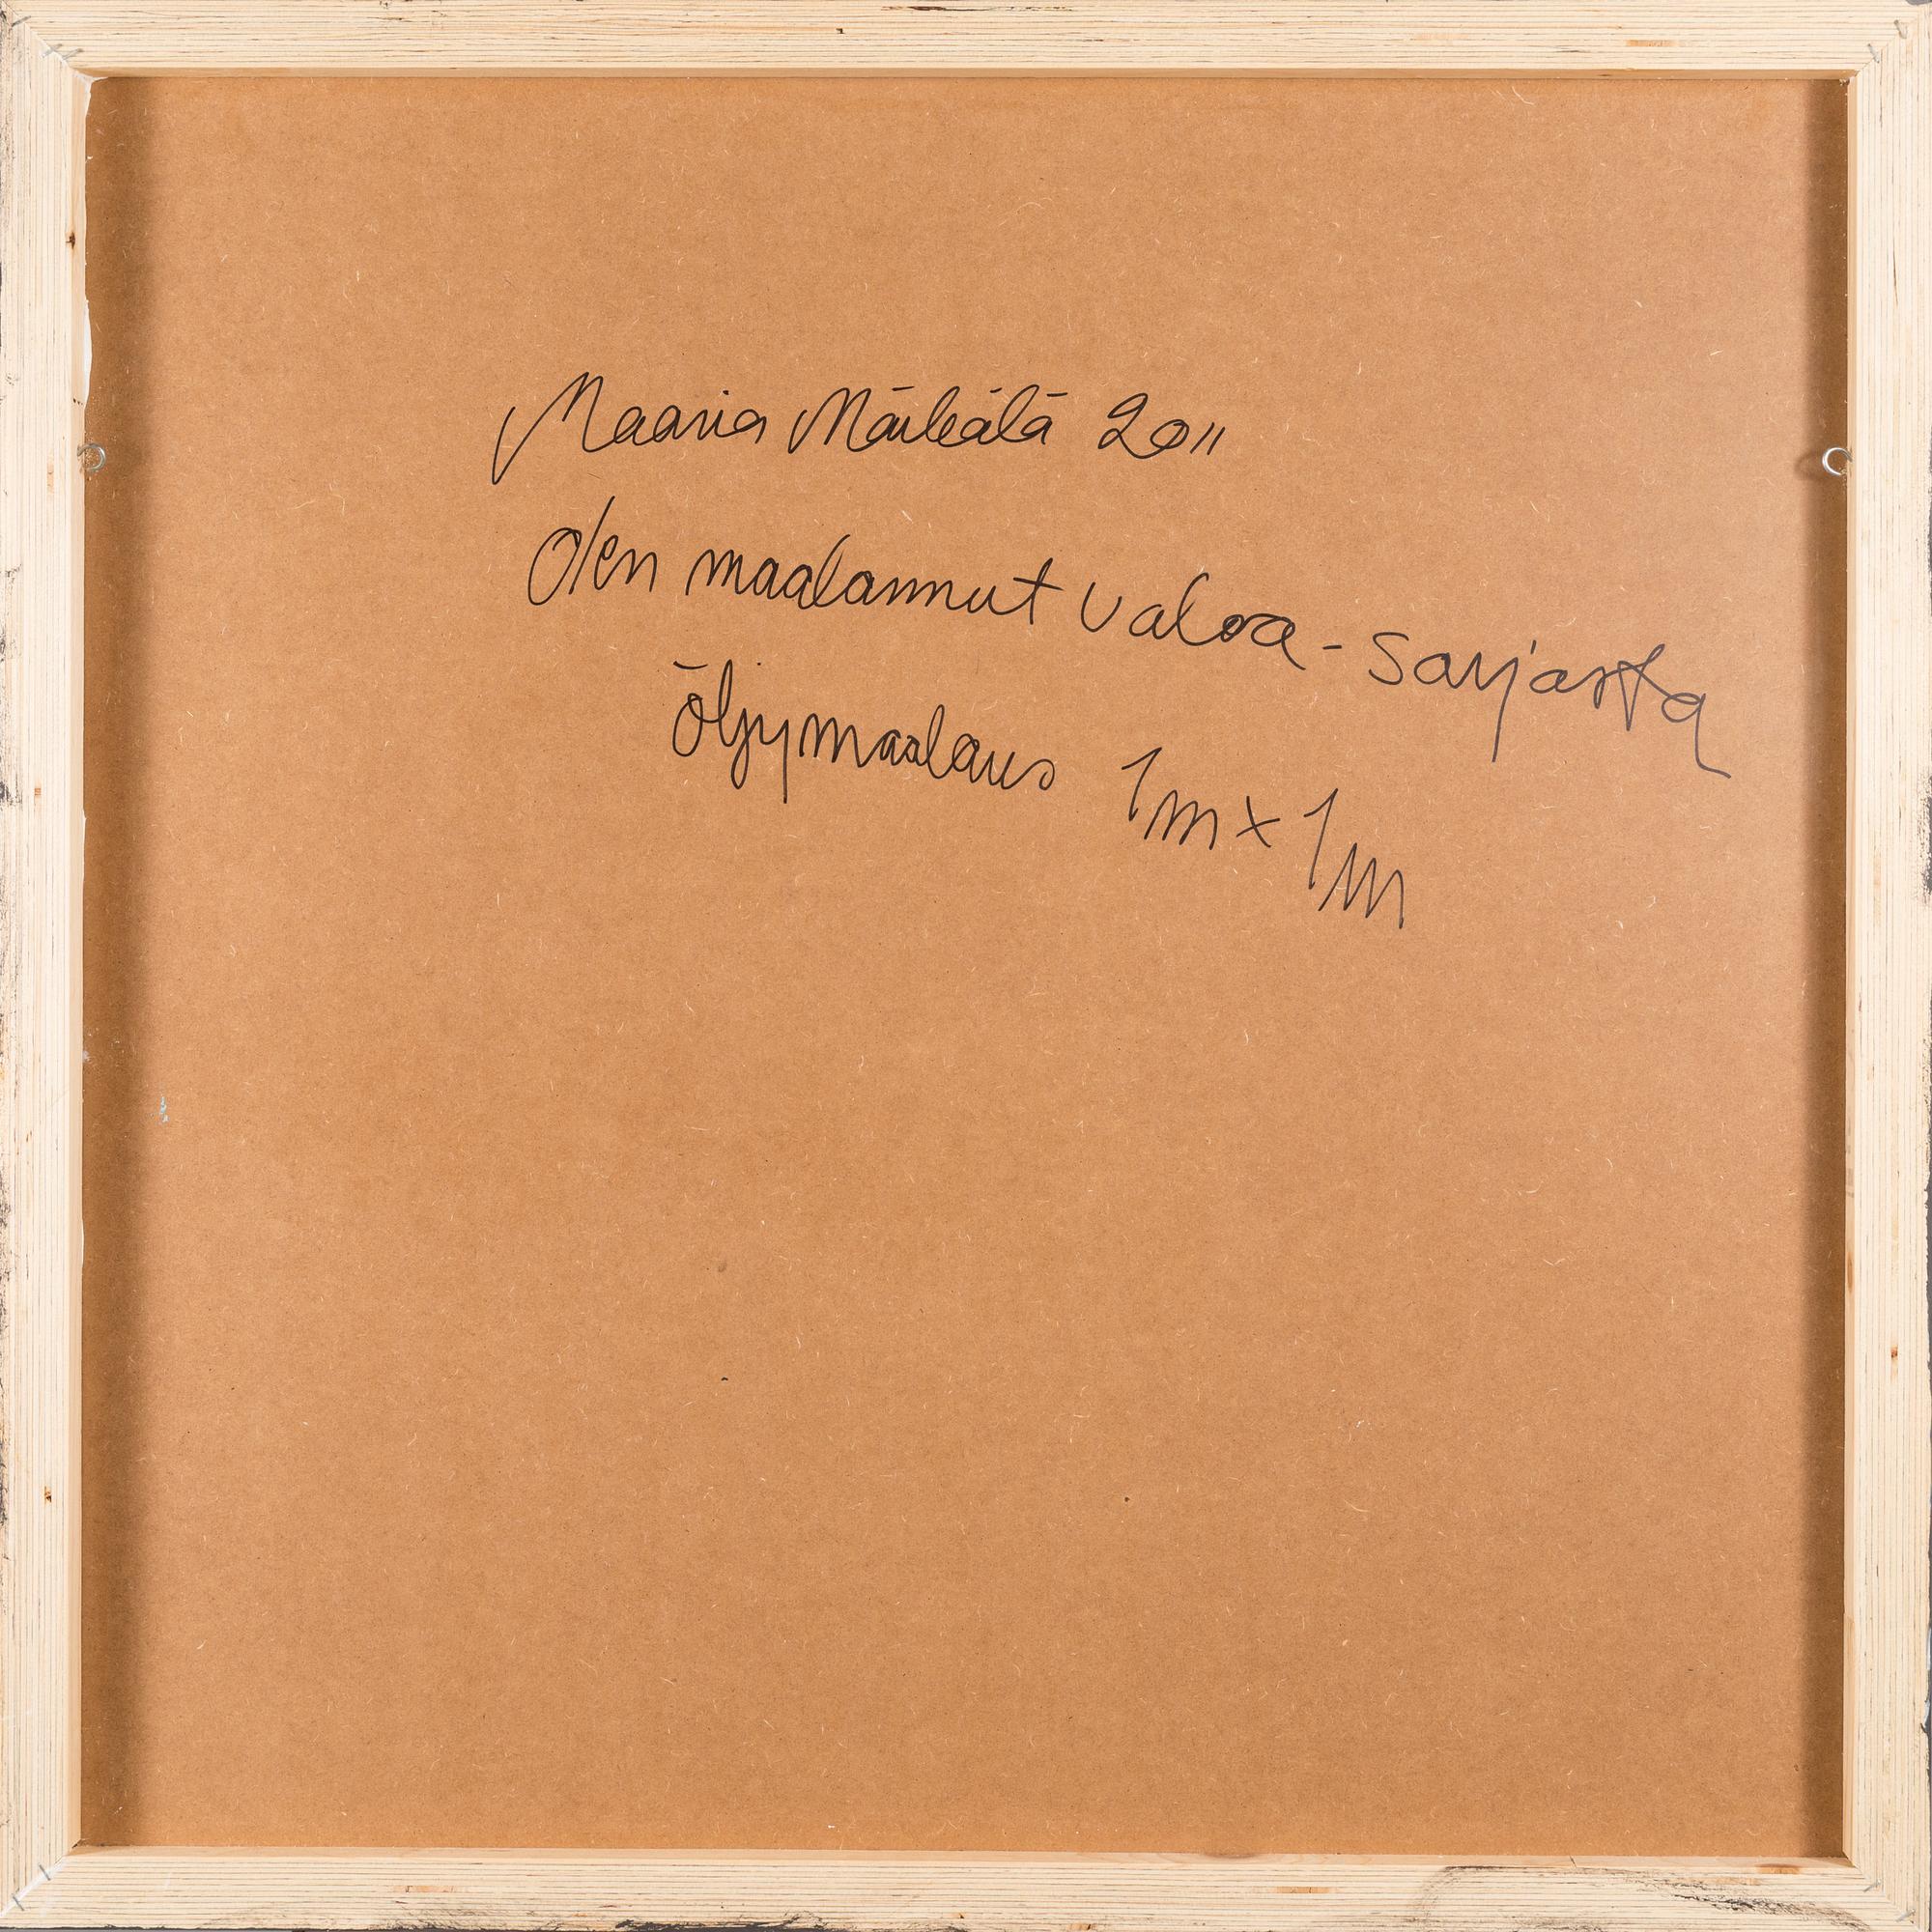 Maaria Märkälä 2011
Olen maalannut valoa - sarjasta
öljymaalaus 1m x 1m